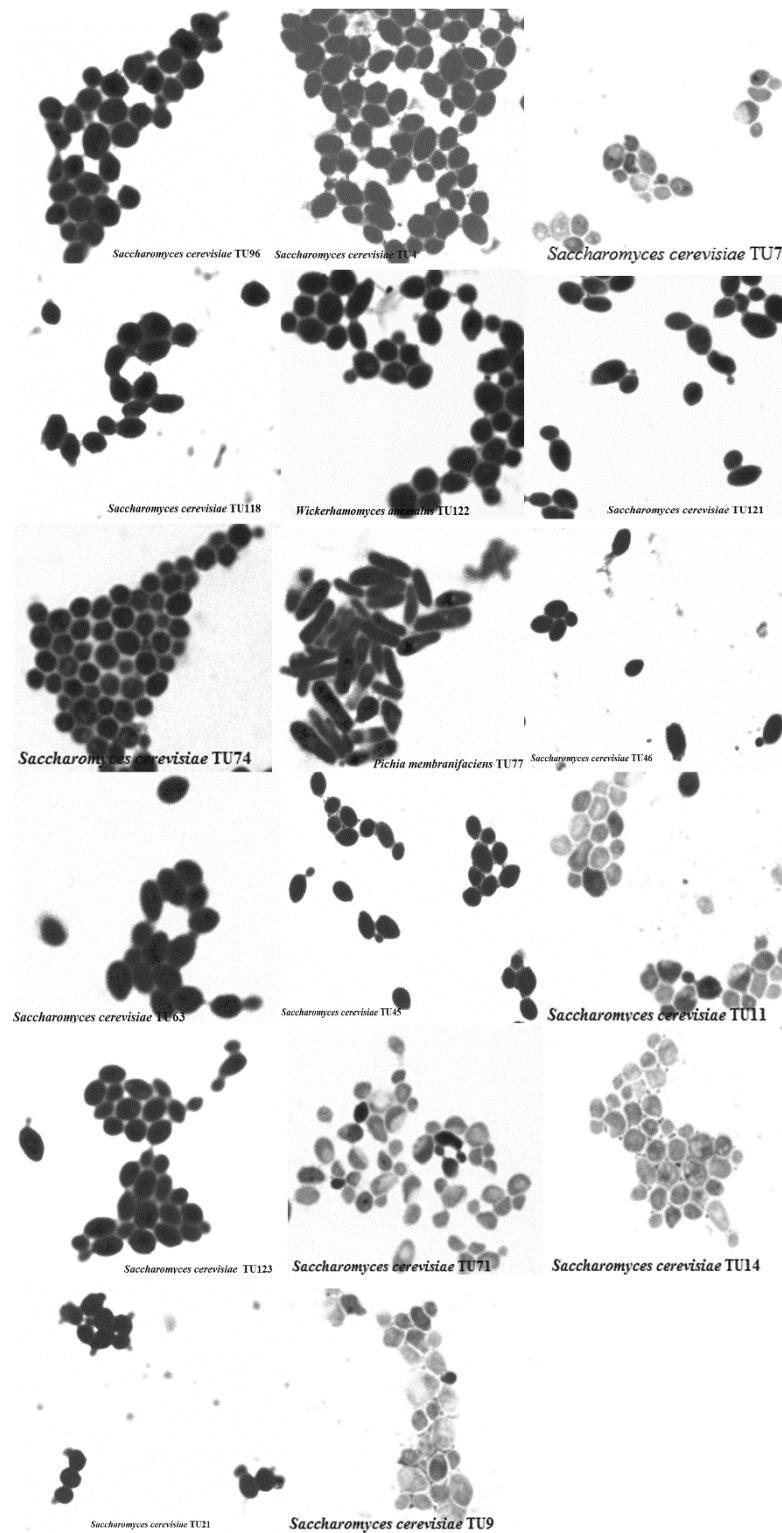 Saccharomyces cerevisiae TU96
Saccharomyces cerevisiae TU4
Saccharomyces cerevisiae TU7
Saccharomyces cerevisiae TU118
Wickerhamomyces anomalus TU122
Saccharomyces cerevisiae TU121
Saccharomyces cerevisiae TU74
Pichia membranifaciens TU77
Saccharomyces cerevisiae TU46
Saccharomyces cerevisiae TU63
Saccharomyces cerevisiae TU45
Saccharomyces cerevisiae TU11
Saccharomyces cerevisiae TU123
Saccharomyces cerevisiae TU71
Saccharomyces cerevisiae TU14
Saccharomyces cerevisiae TU21
Saccharomyces cerevisiae TU9